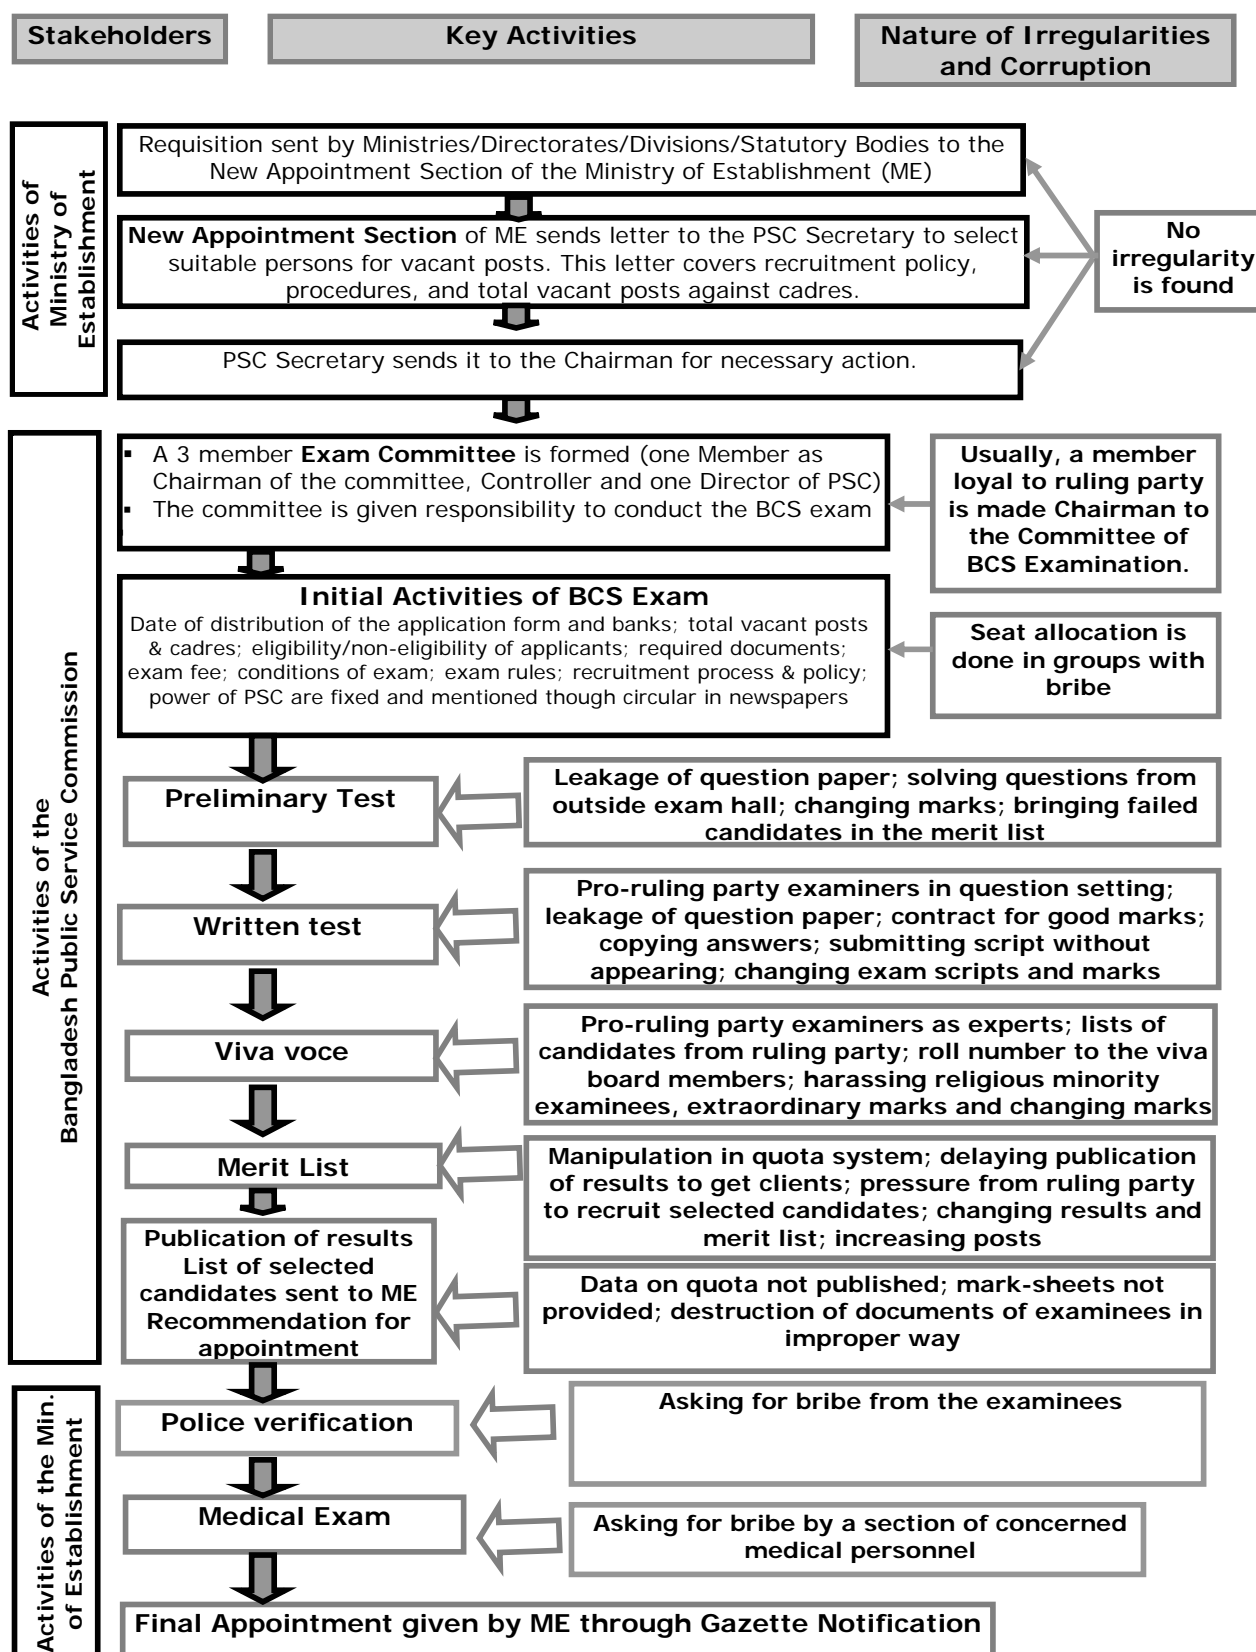 Stakeholders
Key Activities
Nature of Irregularities
and Corruption
Activities of
Ministry of
Establishment
Requisition sent by Ministries/Directorates/Divisions/Statutory Bodies to the
New Appointment Section of the Ministry of Establishment (ME)
New Appointment Section of ME sends letter to the PSC Secretary to select
suitable persons for vacant posts. This letter covers recruitment policy,
procedures, and total vacant posts against cadres.
No
irregularity
is found
PSC Secretary sends it to the Chairman for necessary action.
Activities of the
Bangladesh Public Service Commission
▪ A 3 member Exam Committee is formed (one Member as
Chairman of the committee, Controller and one Director of PSC)
▪ The committee is given responsibility to conduct the BCS exam
Usually, a member
loyal to ruling party
is made Chairman to
the Committee of
BCS Examination.
Initial Activities of BCS Exam
Date of distribution of the application form and banks; total vacant posts
& cadres; eligibility/non-eligibility of applicants; required documents;
exam fee; conditions of exam; exam rules; recruitment process & policy;
power of PSC are fixed and mentioned though circular in newspapers
Seat allocation is
done in groups with
bribe
Preliminary Test
Leakage of question paper; solving questions from
outside exam hall; changing marks; bringing failed
candidates in the merit list
Written test
Pro-ruling party examiners in question setting;
leakage of question paper; contract for good marks;
copying answers; submitting script without
appearing; changing exam scripts and marks
Viva voce
Pro-ruling party examiners as experts; lists of
candidates from ruling party; roll number to the viva
board members; harassing religious minority
examinees, extraordinary marks and changing marks
Merit List
Manipulation in quota system; delaying publication
of results to get clients; pressure from ruling party
to recruit selected candidates; changing results and
merit list; increasing posts
Publication of results
List of selected
candidates sent to ME
Recommendation for
appointment
Data on quota not published; mark-sheets not
provided; destruction of documents of examinees in
improper way
Activities of the Min.
of Establishment
Police verification
Asking for bribe from the examinees
Medical Exam
Asking for bribe by a section of concerned
medical personnel
Final Appointment given by ME through Gazette Notification